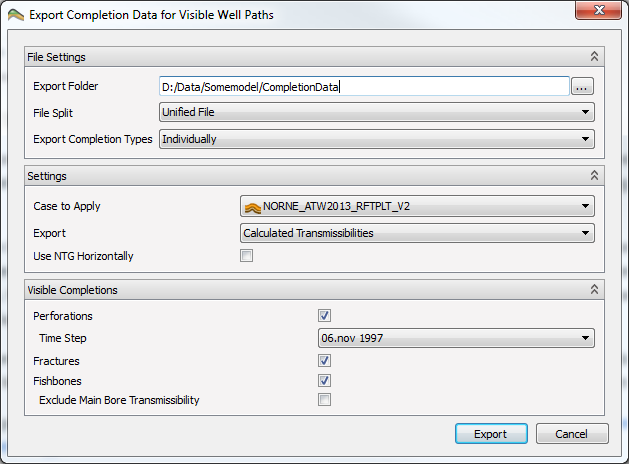 Export Completion Data for Visible Well Paths
File Settings
Export Folder D:/Data/Somemodel/CompletionData ...
File Split Unified File
Export Completion Types Individually
Settings
Case to Apply NORNE_ATW2013_RFTPLT_V2
Export Calculated Transmissibilities
Use NTG Horizontally
Visible Completions
Perforations
Time Step 06.nov 1997
Fractures
Fishbones
Exclude Main Bore Transmissibility
Export Cancel